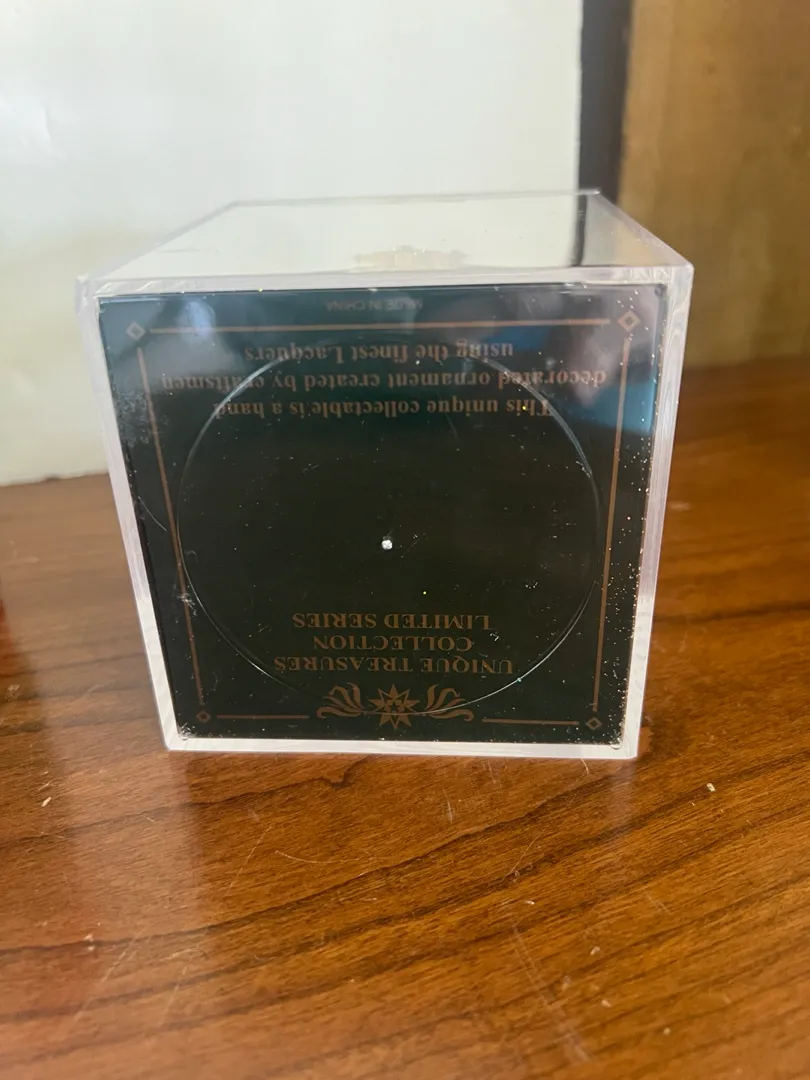 UNIQUE TREASURES
COLLECTION
LIMITED SERIES
This unique collectable is a hand
decorated ornament created by craftsmen
using the finest Lacquers
MADE IN CHINA